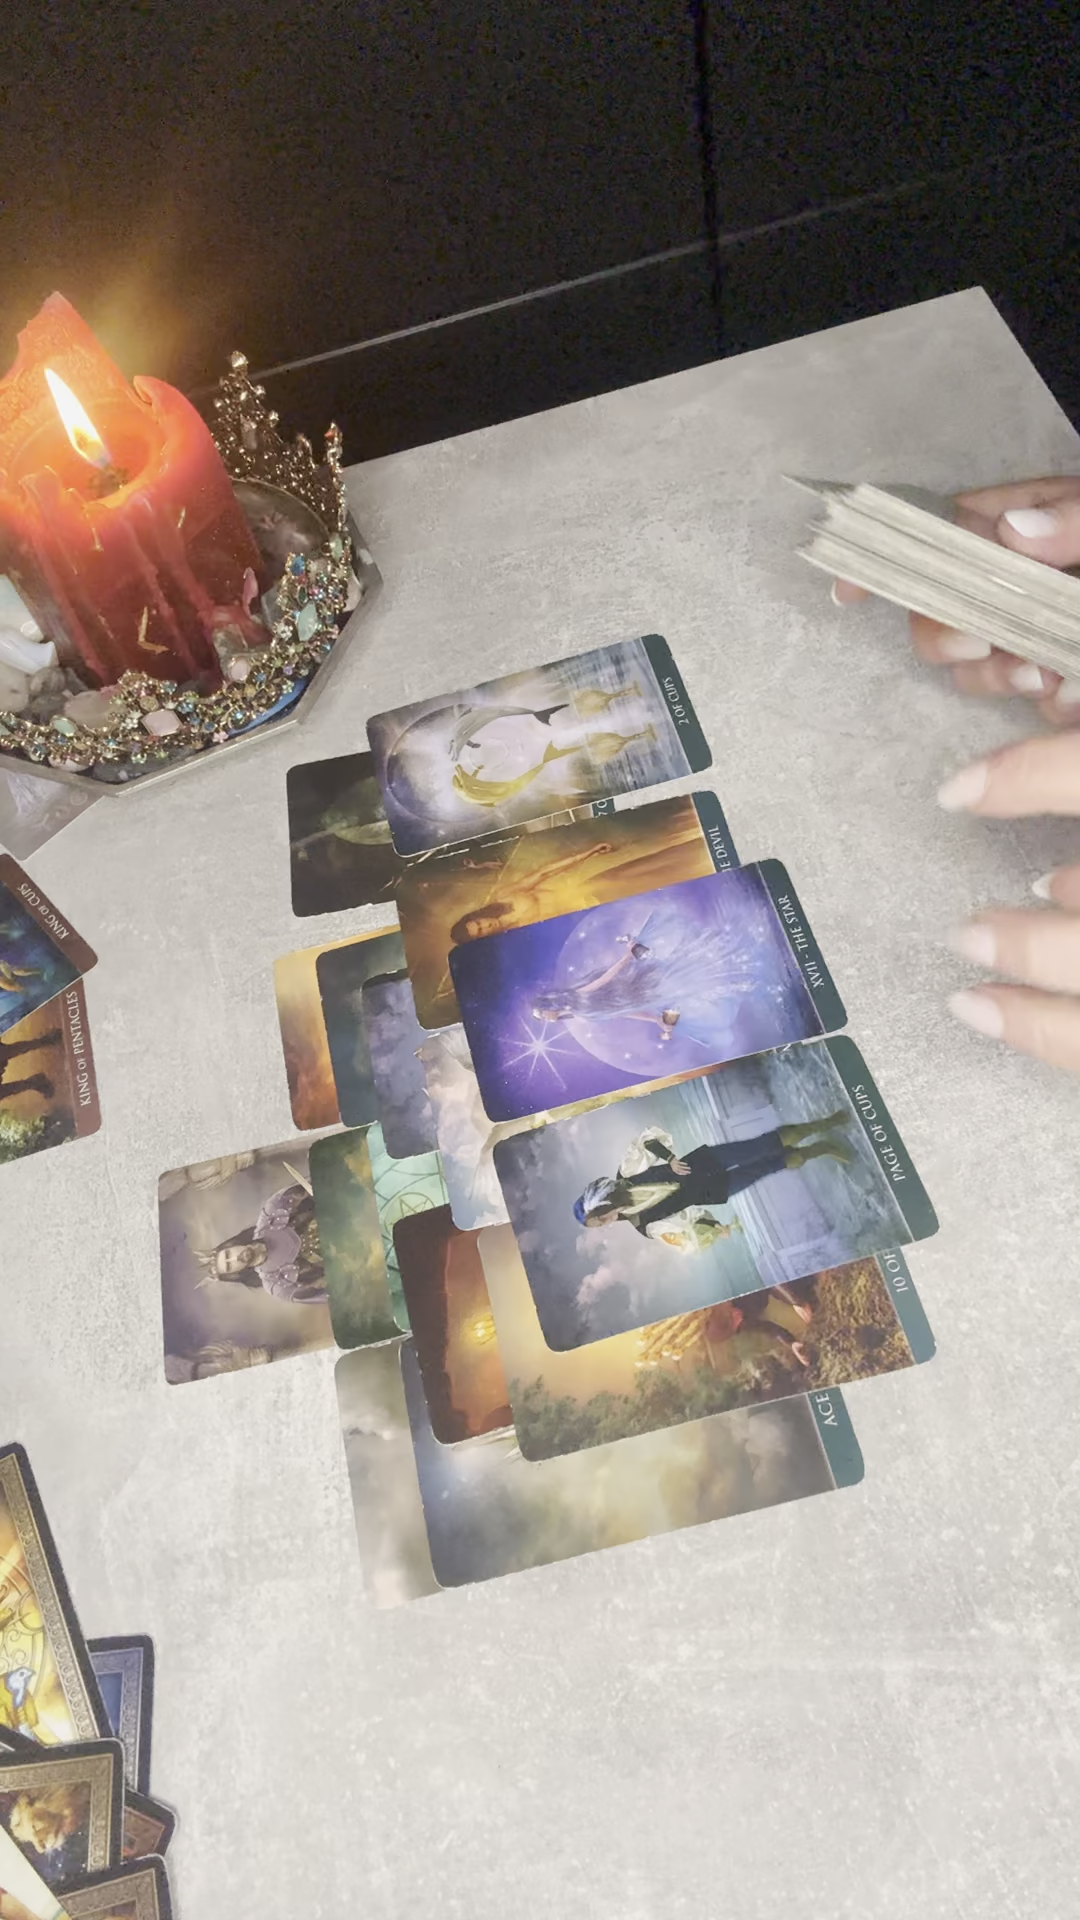 2 OF CUPS
E DEVIL
XVII - THE STAR
KING OF CUPS
KING OF PENTACLES
PAGE OF CUPS
10 OF
ACE